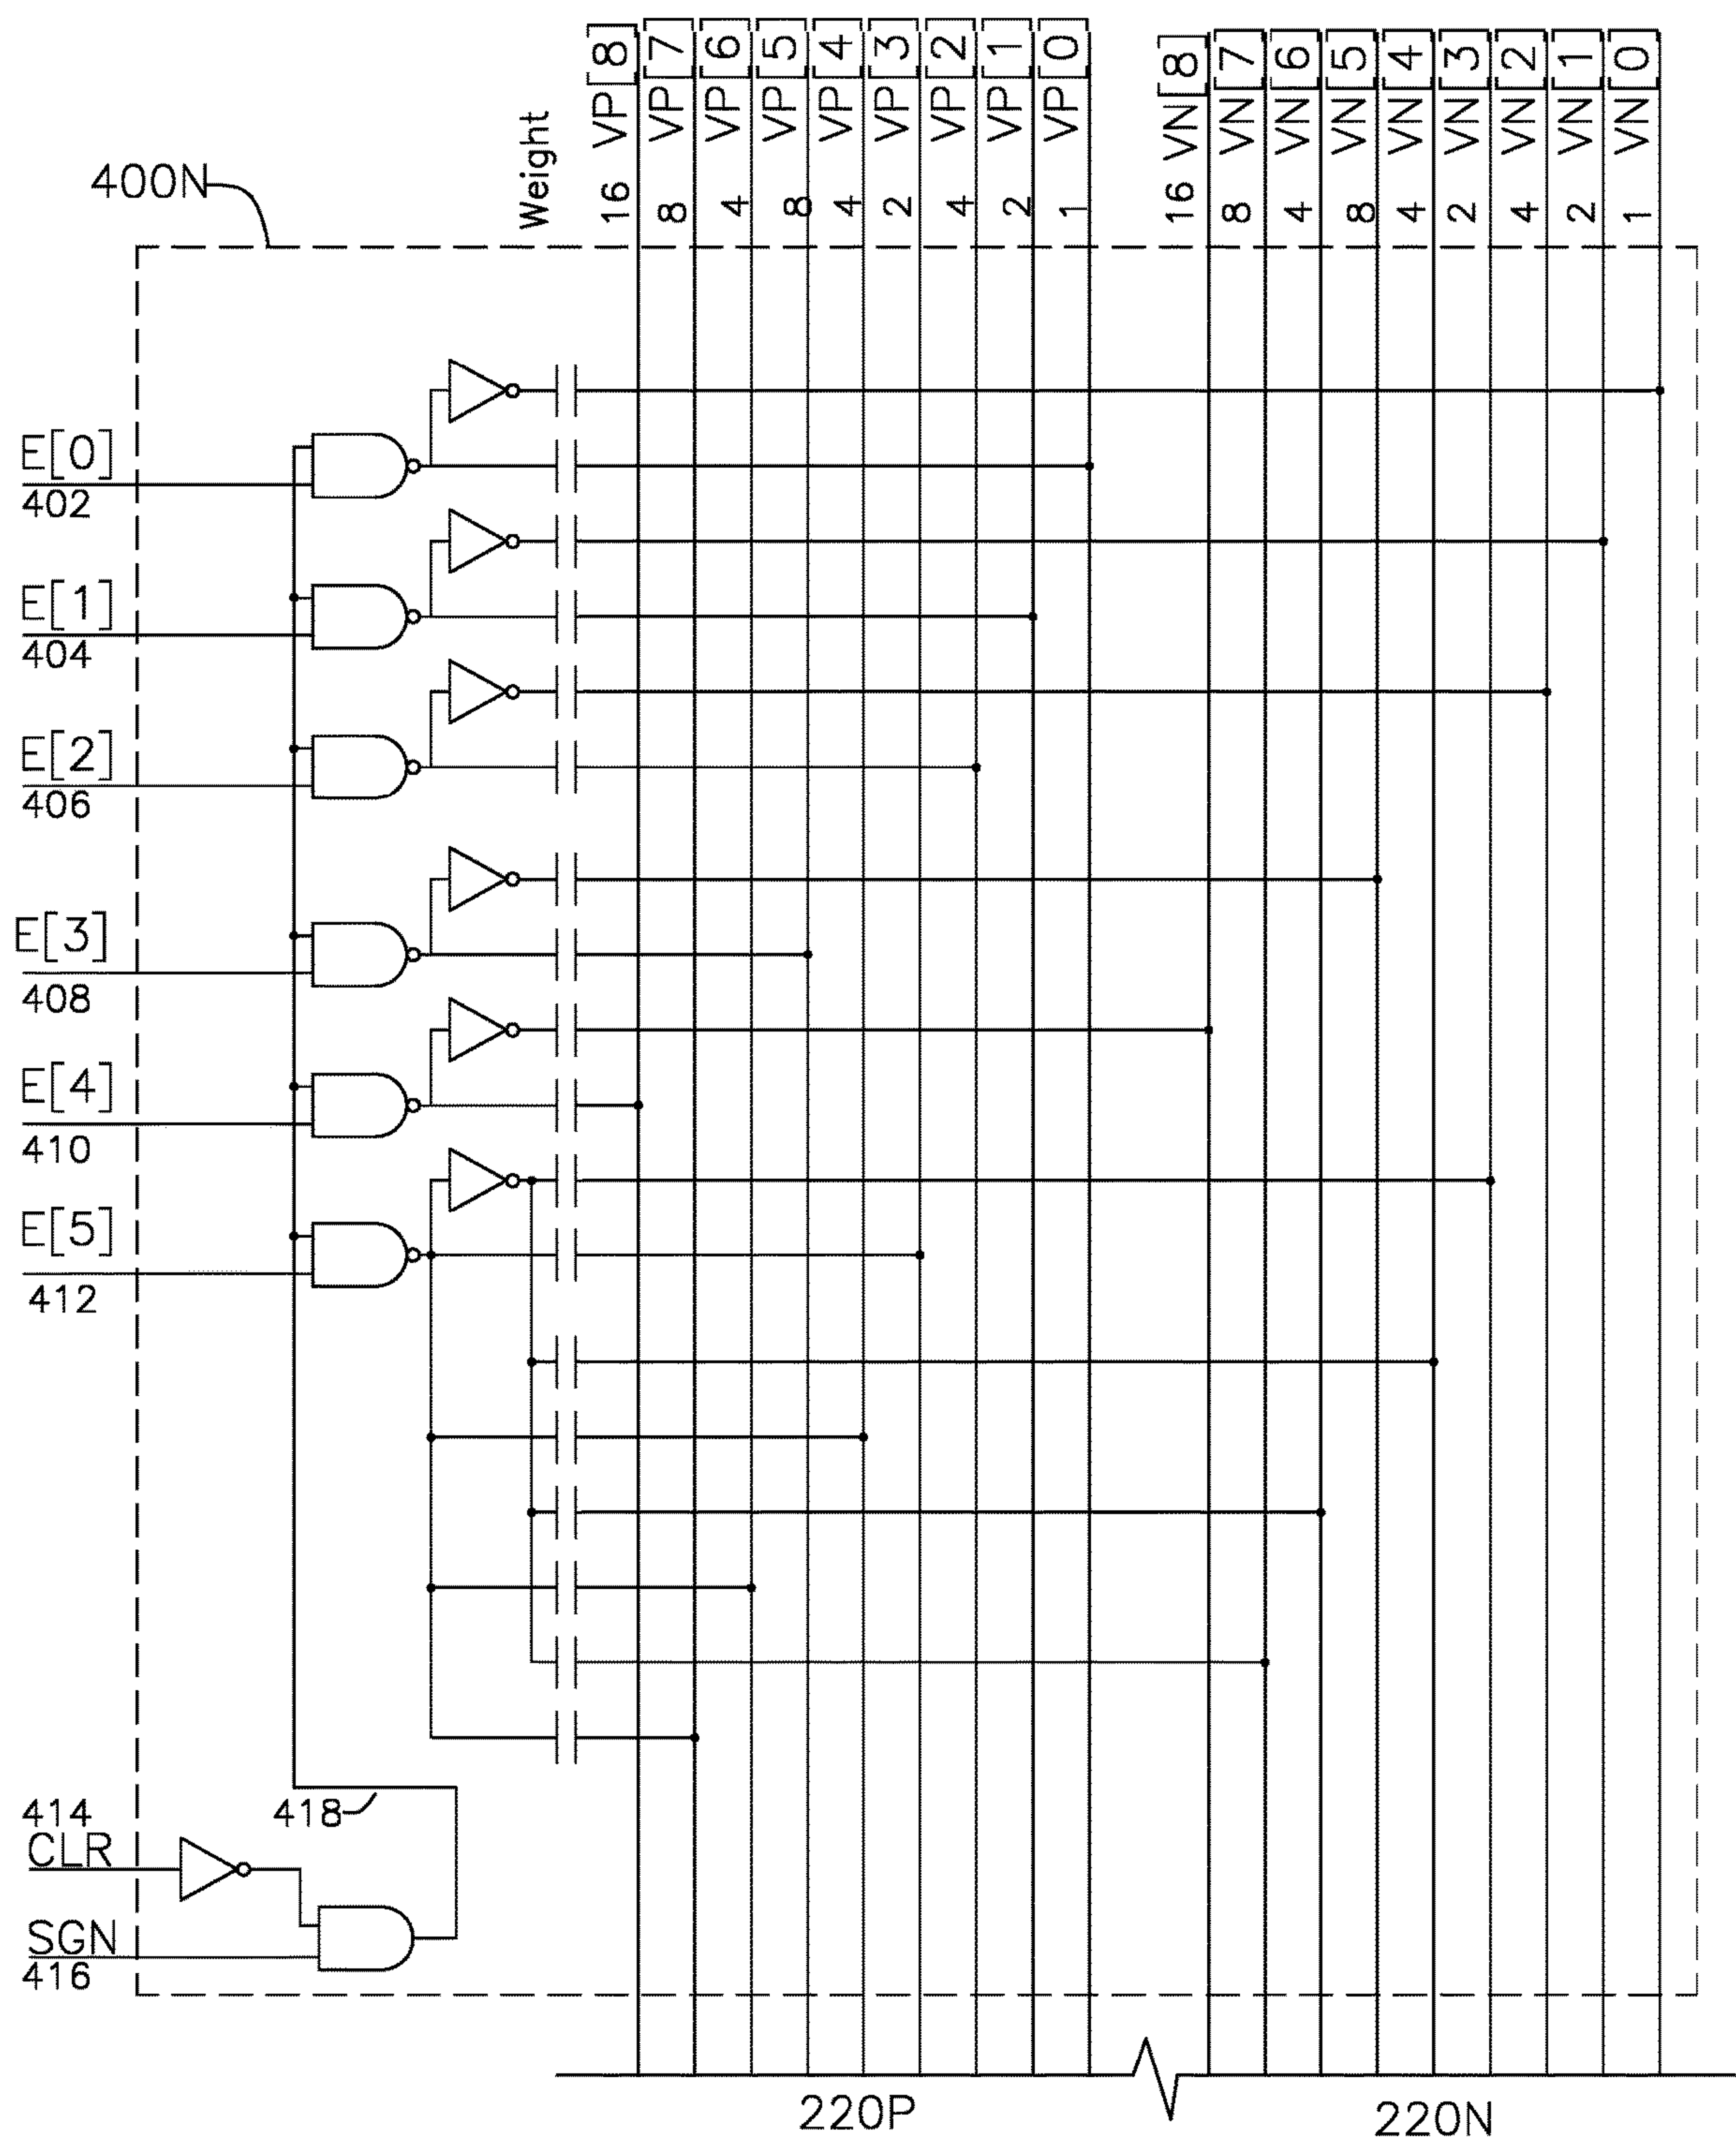 400N
Weight
16 VP[8]
8 VP[7]
4 VP[6]
8 VP[5]
4 VP[4]
2 VP[3]
4 VP[2]
2 VP[1]
1 VP[0]
16 VN[8]
8 VN[7]
4 VN[6]
8 VN[5]
4 VN[4]
2 VN[3]
4 VN[2]
2 VN[1]
1 VN[0]
E[0]
402
E[1]
404
E[2]
406
E[3]
408
E[4]
410
E[5]
412
418
414
CLR
SGN
416
220P
220N